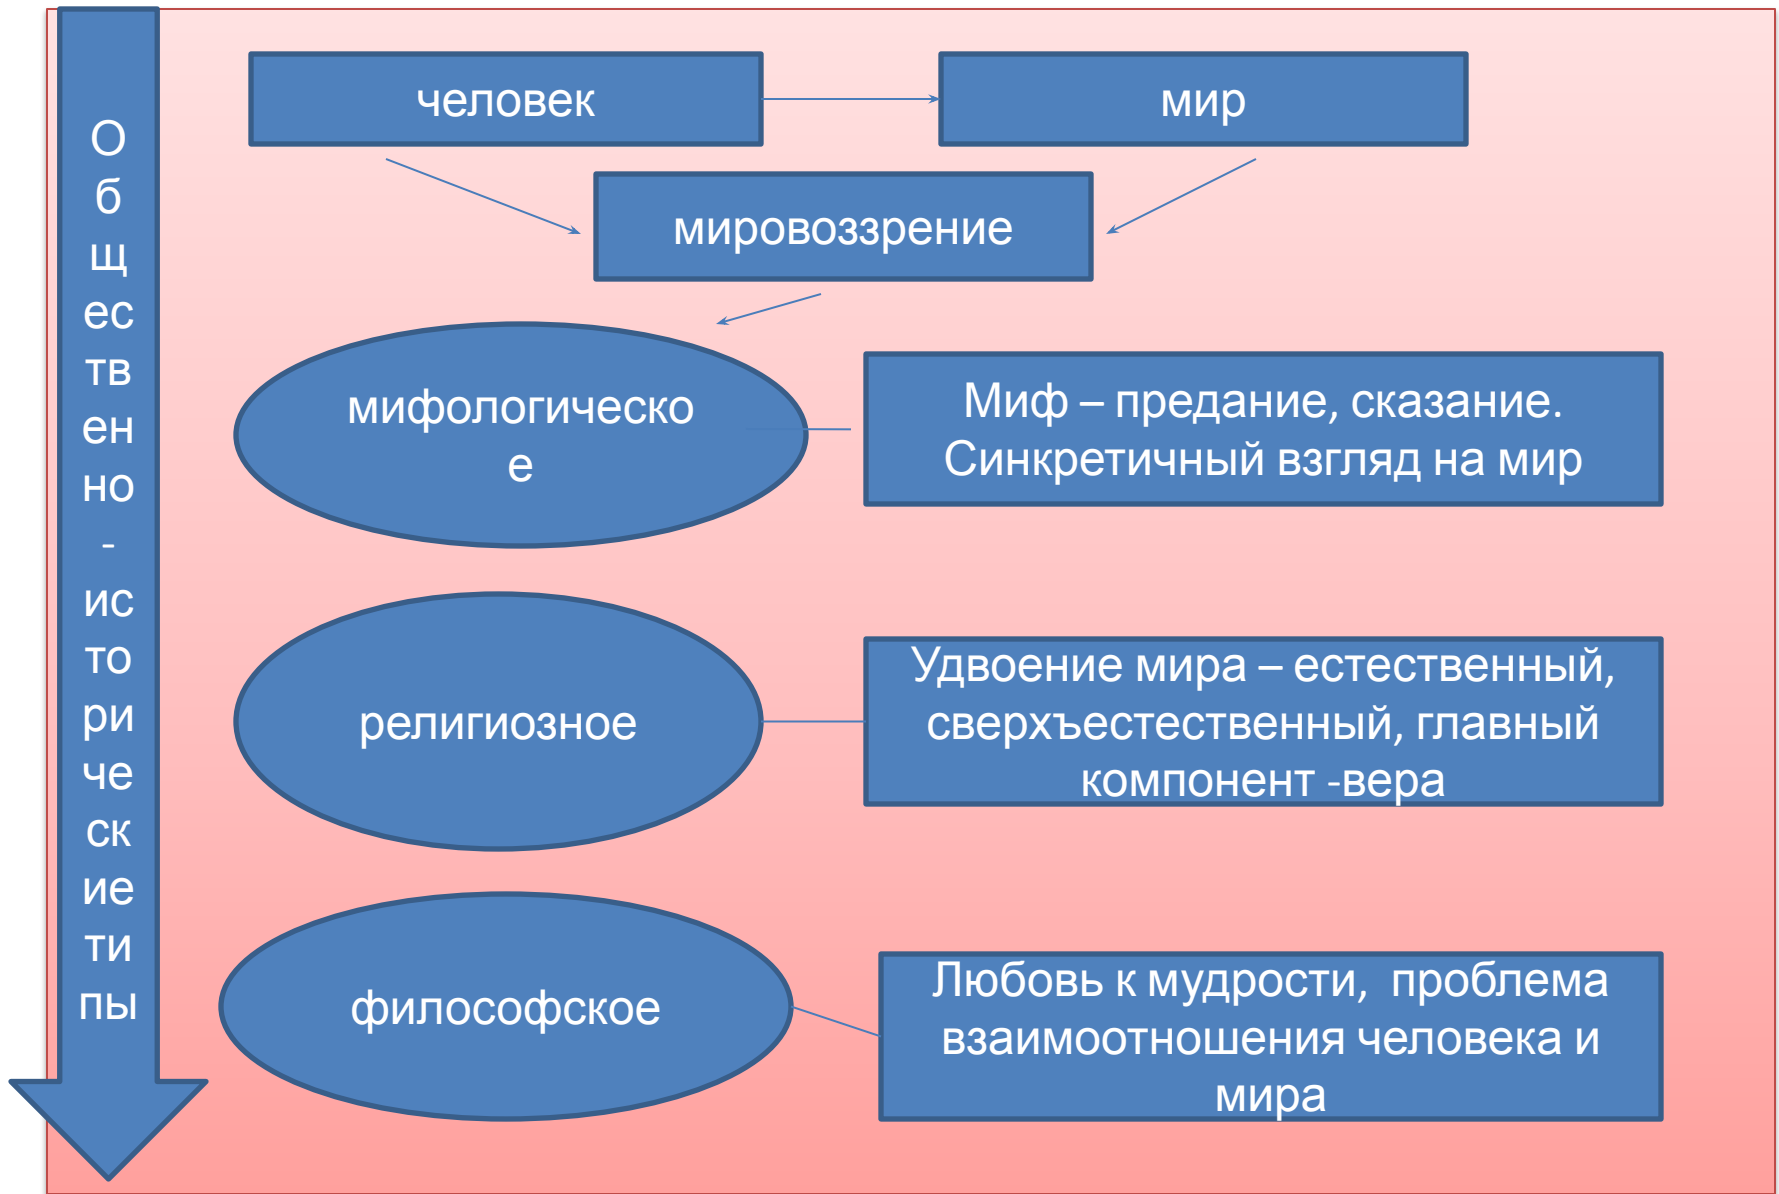 О
б
щ
ес
тв
ен
но
-
ис
то
ри
че
ск
ие
ти
пы
человек
мир
мировоззрение
мифологическо
е
Миф – предание, сказание.
Синкретичный взгляд на мир
религиозное
Удвоение мира – естественный,
сверхъестественный, главный
компонент -вера
философское
Любовь к мудрости,  проблема
взаимоотношения человека и
мира